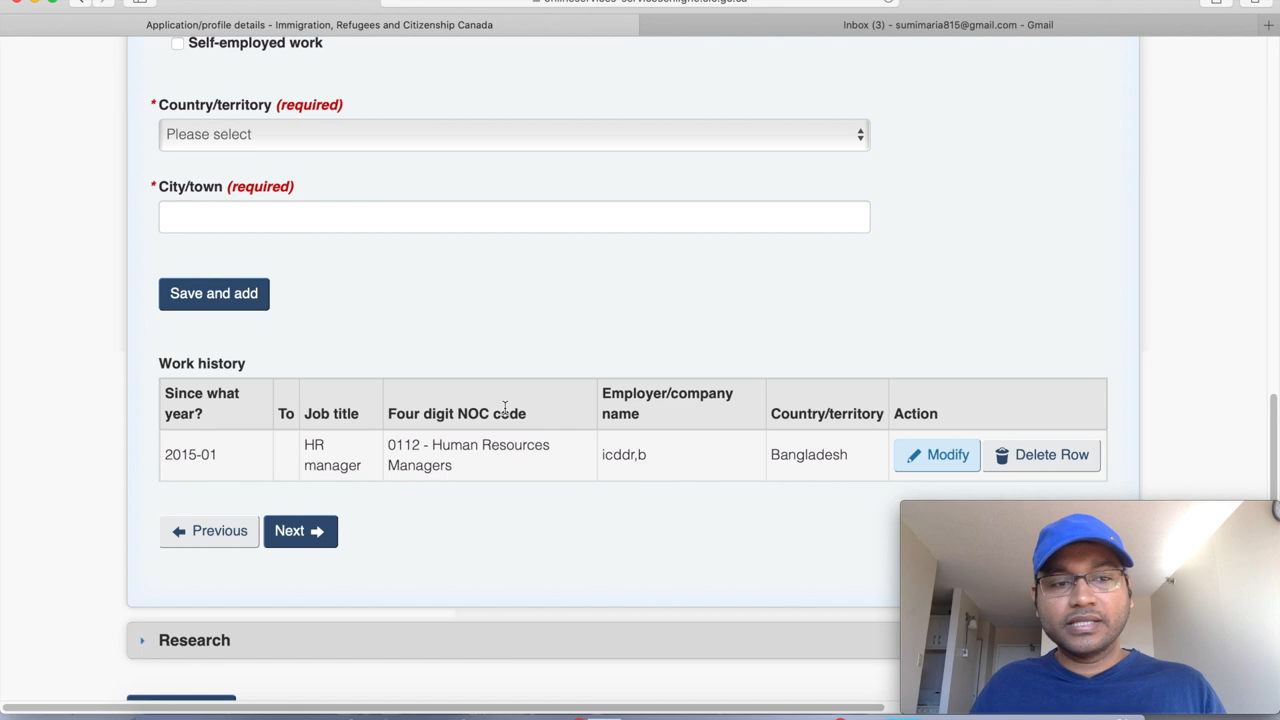 Application/profile details - Immigration, Refugees and Citizenship Canada
Inbox (3) - sumimaria815@gmail.com - Gmail
Self-employed work
* Country/territory (required)
Please select
* City/town (required)
Save and add
Work history
Since what year?
To
Job title
Four digit NOC code
Employer/company name
Country/territory
Action
2015-01
HR manager
0112 - Human Resources Managers
icddr,b
Bangladesh
Modify
Delete Row
Previous
Next
Research